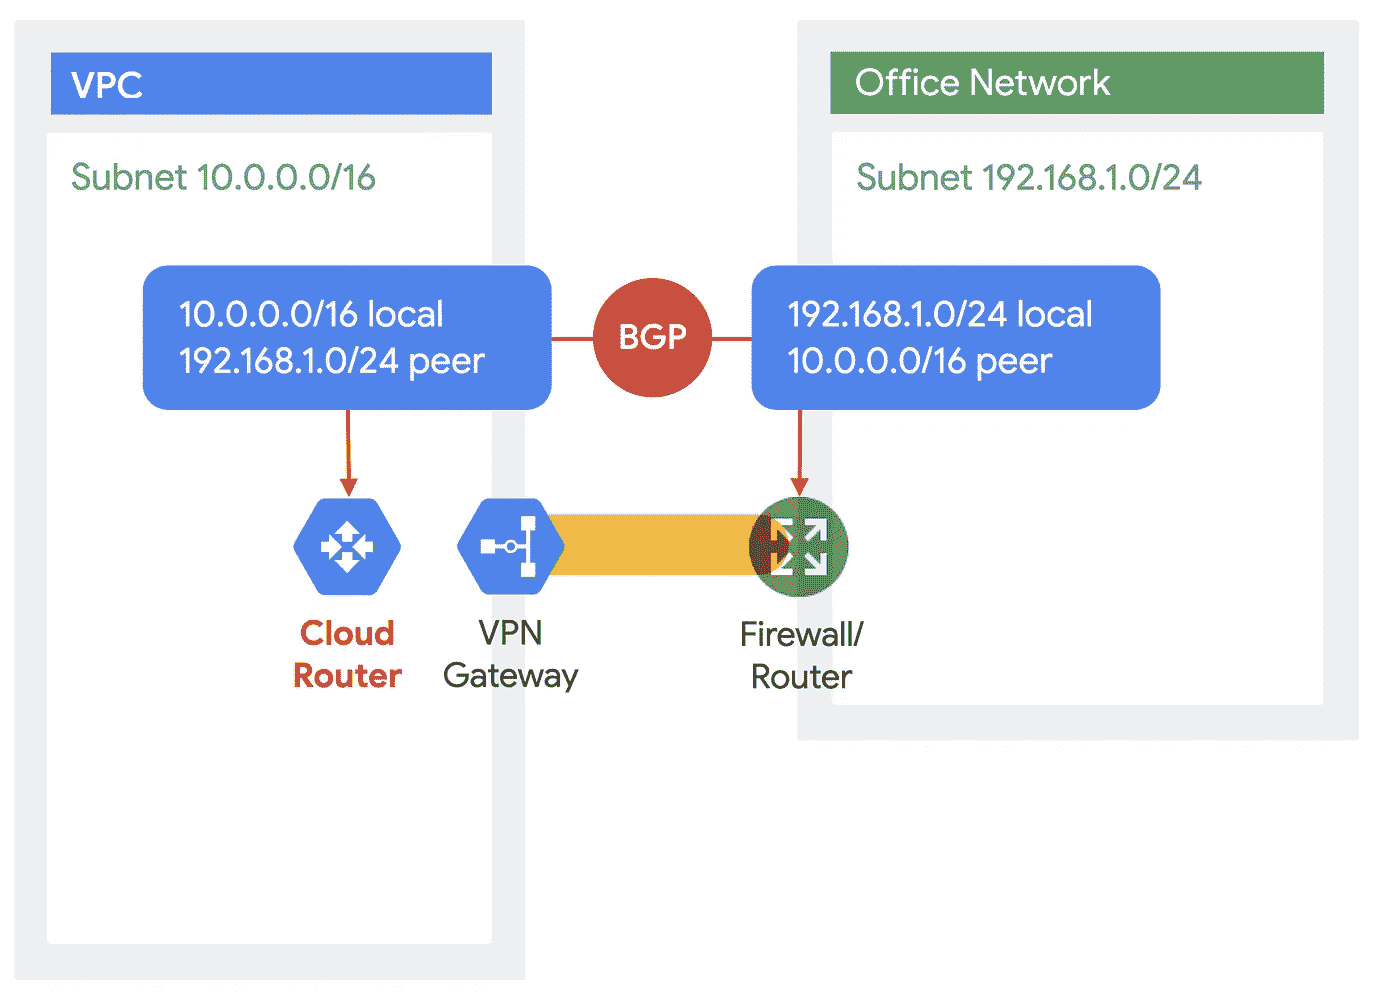 VPC
Subnet 10.0.0.0/16
Office Network
Subnet 192.168.1.0/24
10.0.0.0/16 local
192.168.1.0/24 peer
BGP
192.168.1.0/24 local
10.0.0.0/16 peer
Cloud
Router
VPN
Gateway
Firewall/
Router